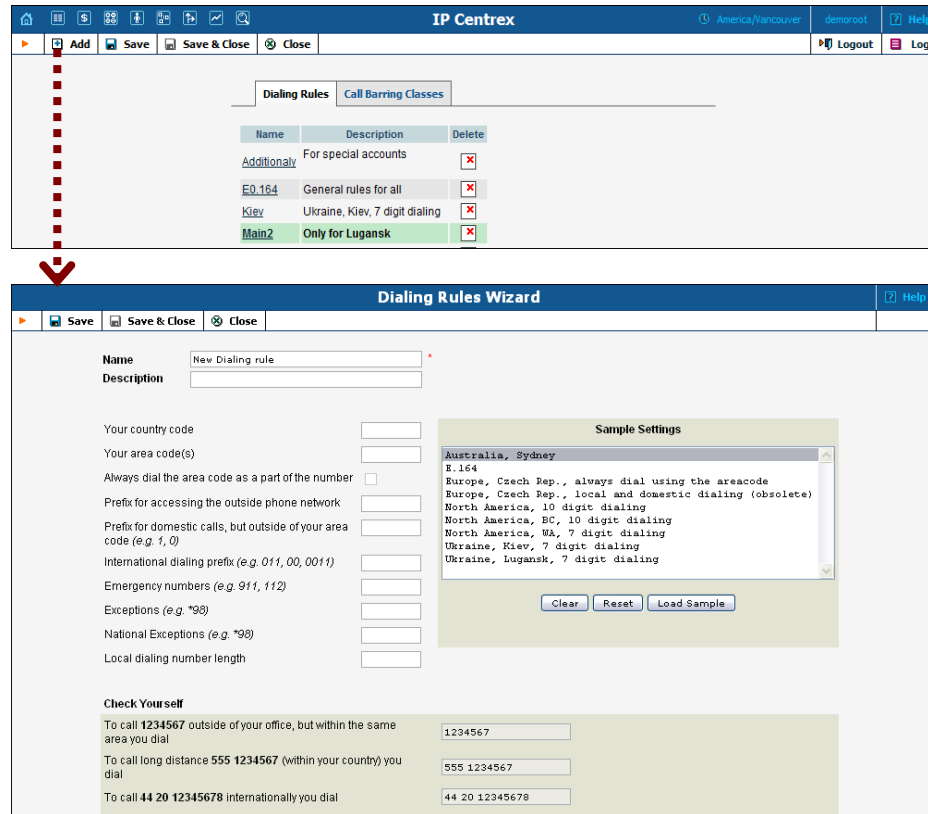 IP Centrex
America/Vancouver
demoroot
Help
Add
Save
Save & Close
Close
Logout
Log
Dialing Rules
Call Barring Classes
Name Description Delete
Additionaly For special accounts
E0.164 General rules for all
Kiev Ukraine, Kiev, 7 digit dialing
Main2 Only for Lugansk
Dialing Rules Wizard
Help
Save
Save & Close
Close
Name New Dialing rule *
Description
Your country code
Your area code(s)
Always dial the area code as a part of the number
Prefix for accessing the outside phone network
Prefix for domestic calls, but outside of your area
code (e.g. 1, 0)
International dialing prefix (e.g. 011, 00, 0011)
Emergency numbers (e.g. 911, 112)
Exceptions (e.g. *98)
National Exceptions (e.g. *98)
Local dialing number length
Sample Settings
Australia, Sydney
E.164
Europe, Czech Rep., always dial using the areacode
Europe, Czech Rep., local and domestic dialing (obsolete)
North America, 10 digit dialing
North America, BC, 10 digit dialing
North America, WA, 7 digit dialing
Ukraine, Kiev, 7 digit dialing
Ukraine, Lugansk, 7 digit dialing
Clear
Reset
Load Sample
Check Yourself
To call 1234567 outside of your office, but within the same
area you dial
1234567
To call long distance 555 1234567 (within your country) you
dial
555 1234567
To call 44 20 12345678 internationally you dial
44 20 12345678